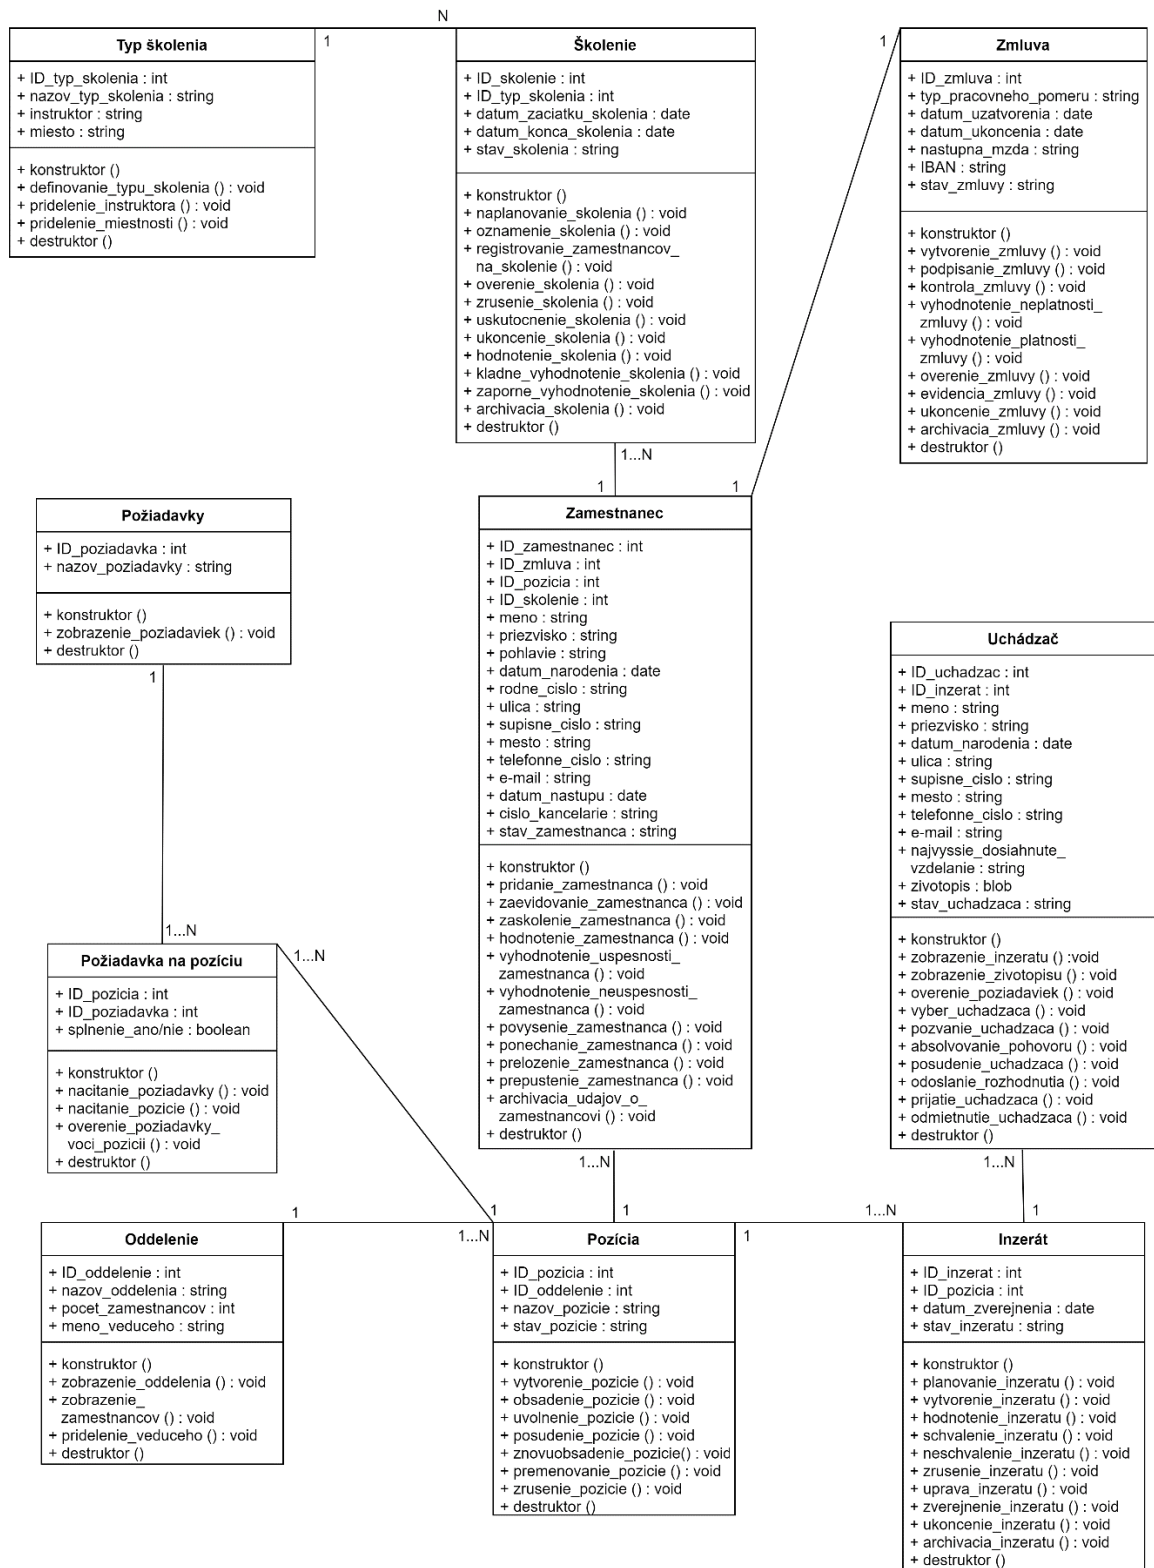 N
1
1
Typ školenia
+ ID_typ_skolenia : int
+ nazov_typ_skolenia : string
+ instruktor : string
+ miesto : string
+ konstruktor ()
+ definovanie_typu_skolenia () : void
+ pridelenie_instruktora () : void
+ pridelenie_miestnosti () : void
+ destruktor ()
Školenie
+ ID_skolenie : int
+ ID_typ_skolenia : int
+ datum_zaciatku_skolenia : date
+ datum_konca_skolenia : date
+ stav_skolenia : string
+ konstruktor ()
+ naplanovanie_skolenia () : void
+ oznamenie_skolenia () : void
+ registrovanie_zamestnancov_
na_skolenie () : void
+ overenie_skolenia () : void
+ zrusenie_skolenia () : void
+ uskutocnenie_skolenia () : void
+ ukoncenie_skolenia () : void
+ hodnotenie_skolenia () : void
+ kladne_vyhodnotenie_skolenia () : void
+ zaporne_vyhodnotenie_skolenia () : void
+ archivacia_skolenia () : void
+ destruktor ()
Zmluva
+ ID_zmluva : int
+ typ_pracovneho_pomeru : string
+ datum_uzatvorenia : date
+ datum_ukoncenia : date
+ nastupna_mzda : string
+ IBAN : string
+ stav_zmluvy : string
+ konstruktor ()
+ vytvorenie_zmluvy () : void
+ podpisanie_zmluvy () : void
+ kontrola_zmluvy () : void
+ vyhodnotenie_neplatnosti_
zmluvy () : void
+ vyhodnotenie_platnosti_
zmluvy () : void
+ overenie_zmluvy () : void
+ evidencia_zmluvy () : void
+ ukoncenie_zmluvy () : void
+ archivacia_zmluvy () : void
+ destruktor ()
1...N
1
1
Požiadavky
+ ID_poziadavka : int
+ nazov_poziadavky : string
+ konstruktor ()
+ zobrazenie_poziadaviek () : void
+ destruktor ()
1
Zamestnanec
+ ID_zamestnanec : int
+ ID_zmluva : int
+ ID_pozicia : int
+ ID_skolenie : int
+ meno : string
+ priezvisko : string
+ pohlavie : string
+ datum_narodenia : date
+ rodne_cislo : string
+ ulica : string
+ supisne_cislo : string
+ mesto : string
+ telefonne_cislo : string
+ e-mail : string
+ datum_nastupu : date
+ cislo_kancelarie : string
+ stav_zamestnanca : string
+ konstruktor ()
+ pridanie_zamestnanca () : void
+ zaevidovanie_zamestnanca () : void
+ zaskolenie_zamestnanca () : void
+ hodnotenie_zamestnanca () : void
+ vyhodnotenie_uspesnosti_
zamestnanca () : void
+ vyhodnotenie_neuspesnosti_
zamestnanca () : void
+ povysenie_zamestnanca () : void
+ ponechanie_zamestnanca () : void
+ prelozenie_zamestnanca () : void
+ prepustenie_zamestnanca () : void
+ archivacia_udajov_o_
zamestnancovi () : void
+ destruktor ()
Uchádzač
+ ID_uchadzac : int
+ ID_inzerat : int
+ meno : string
+ priezvisko : string
+ datum_narodenia : date
+ ulica : string
+ supisne_cislo : string
+ mesto : string
+ telefonne_cislo : string
+ e-mail : string
+ najvyssie_dosiahnute_
vzdelanie : string
+ zivotopis : blob
+ stav_uchadzaca : string
+ konstruktor ()
+ zobrazenie_inzeratu () :void
+ zobrazenie_zivotopisu () : void
+ overenie_poziadaviek () : void
+ vyber_uchadzaca () : void
+ pozvanie_uchadzaca () : void
+ absolvovanie_pohovoru () : void
+ posudenie_uchadzaca () : void
+ odoslanie_rozhodnutia () : void
+ prijatie_uchadzaca () : void
+ odmietnutie_uchadzaca () : void
+ destruktor ()
1...N
1...N
Požiadavka na pozíciu
+ ID_pozicia : int
+ ID_poziadavka : int
+ splnenie_ano/nie : boolean
+ konstruktor ()
+ nacitanie_poziadavky () : void
+ nacitanie_pozicie () : void
+ overenie_poziadavky_
voci_pozicii () : void
+ destruktor ()
1...N
1...N
1
1...N
1
1
1
1...N
1
Oddelenie
+ ID_oddelenie : int
+ nazov_oddelenia : string
+ pocet_zamestnancov : int
+ meno_veduceho : string
+ konstruktor ()
+ zobrazenie_oddelenia () : void
+ zobrazenie_
zamestnancov () : void
+ pridelenie_veduceho () : void
+ destruktor ()
Pozícia
+ ID_pozicia : int
+ ID_oddelenie : int
+ nazov_pozicie : string
+ stav_pozicie : string
+ konstruktor ()
+ vytvorenie_pozicie () : void
+ obsadenie_pozicie () : void
+ uvolnenie_pozicie () : void
+ posudenie_pozicie () : void
+ znovuobsadenie_pozicie() : void
+ premenovanie_pozicie () : void
+ zrusenie_pozicie () : void
+ destruktor ()
Inzerát
+ ID_inzerat : int
+ ID_pozicia : int
+ datum_zverejnenia : date
+ stav_inzeratu : string
+ konstruktor ()
+ planovanie_inzeratu () : void
+ vytvorenie_inzeratu () : void
+ hodnotenie_inzeratu () : void
+ schvalenie_inzeratu () : void
+ neschvalenie_inzeratu () : void
+ zrusenie_inzeratu () : void
+ uprava_inzeratu () : void
+ zverejnenie_inzeratu () : void
+ ukoncenie_inzeratu () : void
+ archivacia_inzeratu () : void
+ destruktor ()